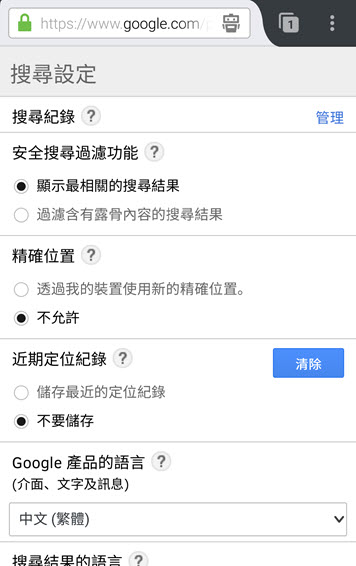 https://www.google.com/p
1
搜尋設定
搜尋紀錄 ? 管理
安全搜尋過濾功能 ?
顯示最相關的搜尋結果
過濾含有露骨內容的搜尋結果
精確位置 ?
透過我的裝置使用新的精確位置。
不允許
近期定位紀錄 ? 清除
儲存最近的定位紀錄
不要儲存
Google 產品的語言 ?
(介面、文字及訊息)
中文 (繁體)
搜尋結果的語言 ?